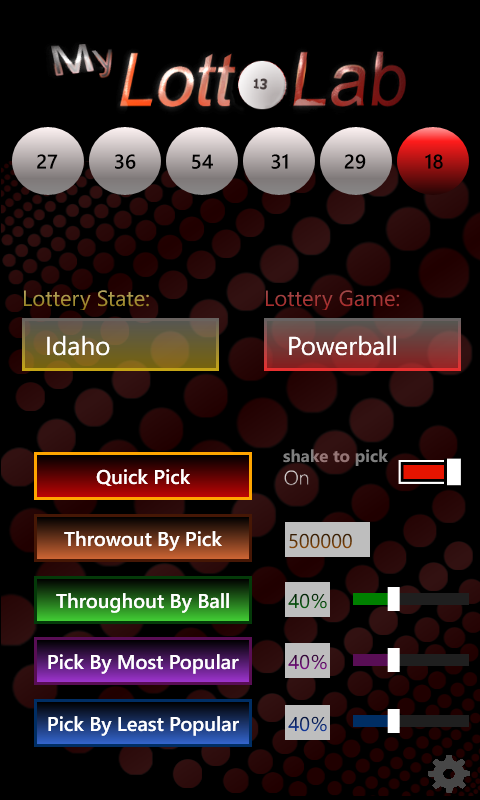 My Lotto Lab
13
27 36 54 31 29 18
Lottery State: Lottery Game:
Idaho Powerball
shake to pick
Quick Pick On
Throwout By Pick 500000
Throughout By Ball 40%
Pick By Most Popular 40%
Pick By Least Popular 40%